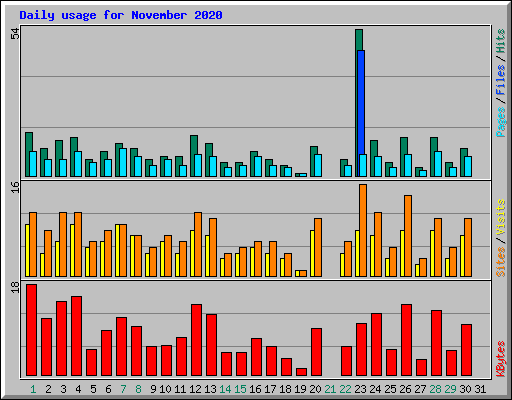 Daily usage for November 2020
54
Pages / Files / Hits
16
Sites / Visits
18
KBytes
1 2 3 4 5 6 7 8 9 10 11 12 13 14 15 16 17 18 19 20 21 22 23 24 25 26 27 28 29 30 31